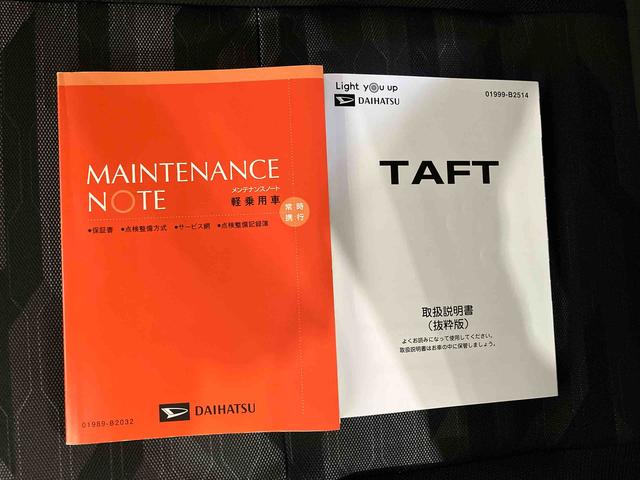 MAINTENANCE
NOTE
メンテナンスノート
軽乗用車
常時
携行
●保証書 ●点検整備方式 ●サービス網 ●点検整備記録簿
DAIHATSU
01989-B2032
Light you up
DAIHATSU
01999-B2514
TAFT
取扱説明書
(抜粋版)
よくお読みになって使用してください。
取扱説明書はお車の中に保管しましょう。